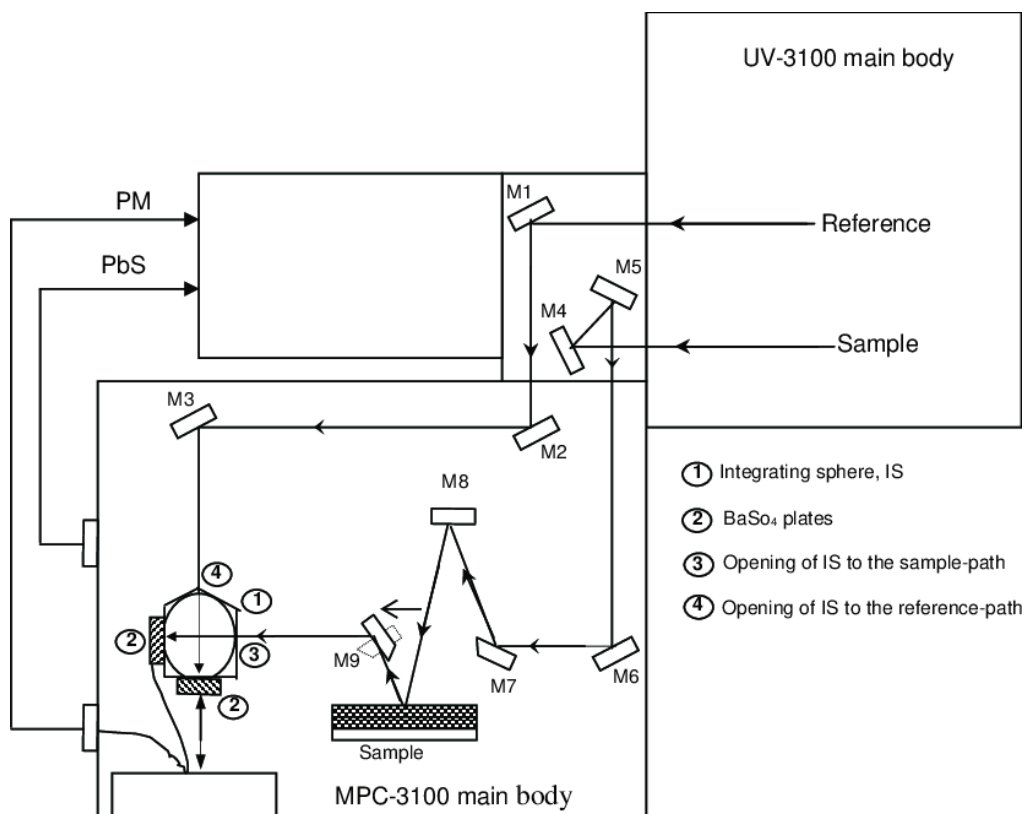 UV-3100 main body
M1
PM
Reference
PbS
M5
M4
Sample
M3
M2
M8
1 Integrating sphere, IS
2 BaSo₄ plates
3 Opening of IS to the sample-path
4 Opening of IS to the reference-path
4
1
2
3
M9
M7
M6
2
Sample
MPC-3100 main body